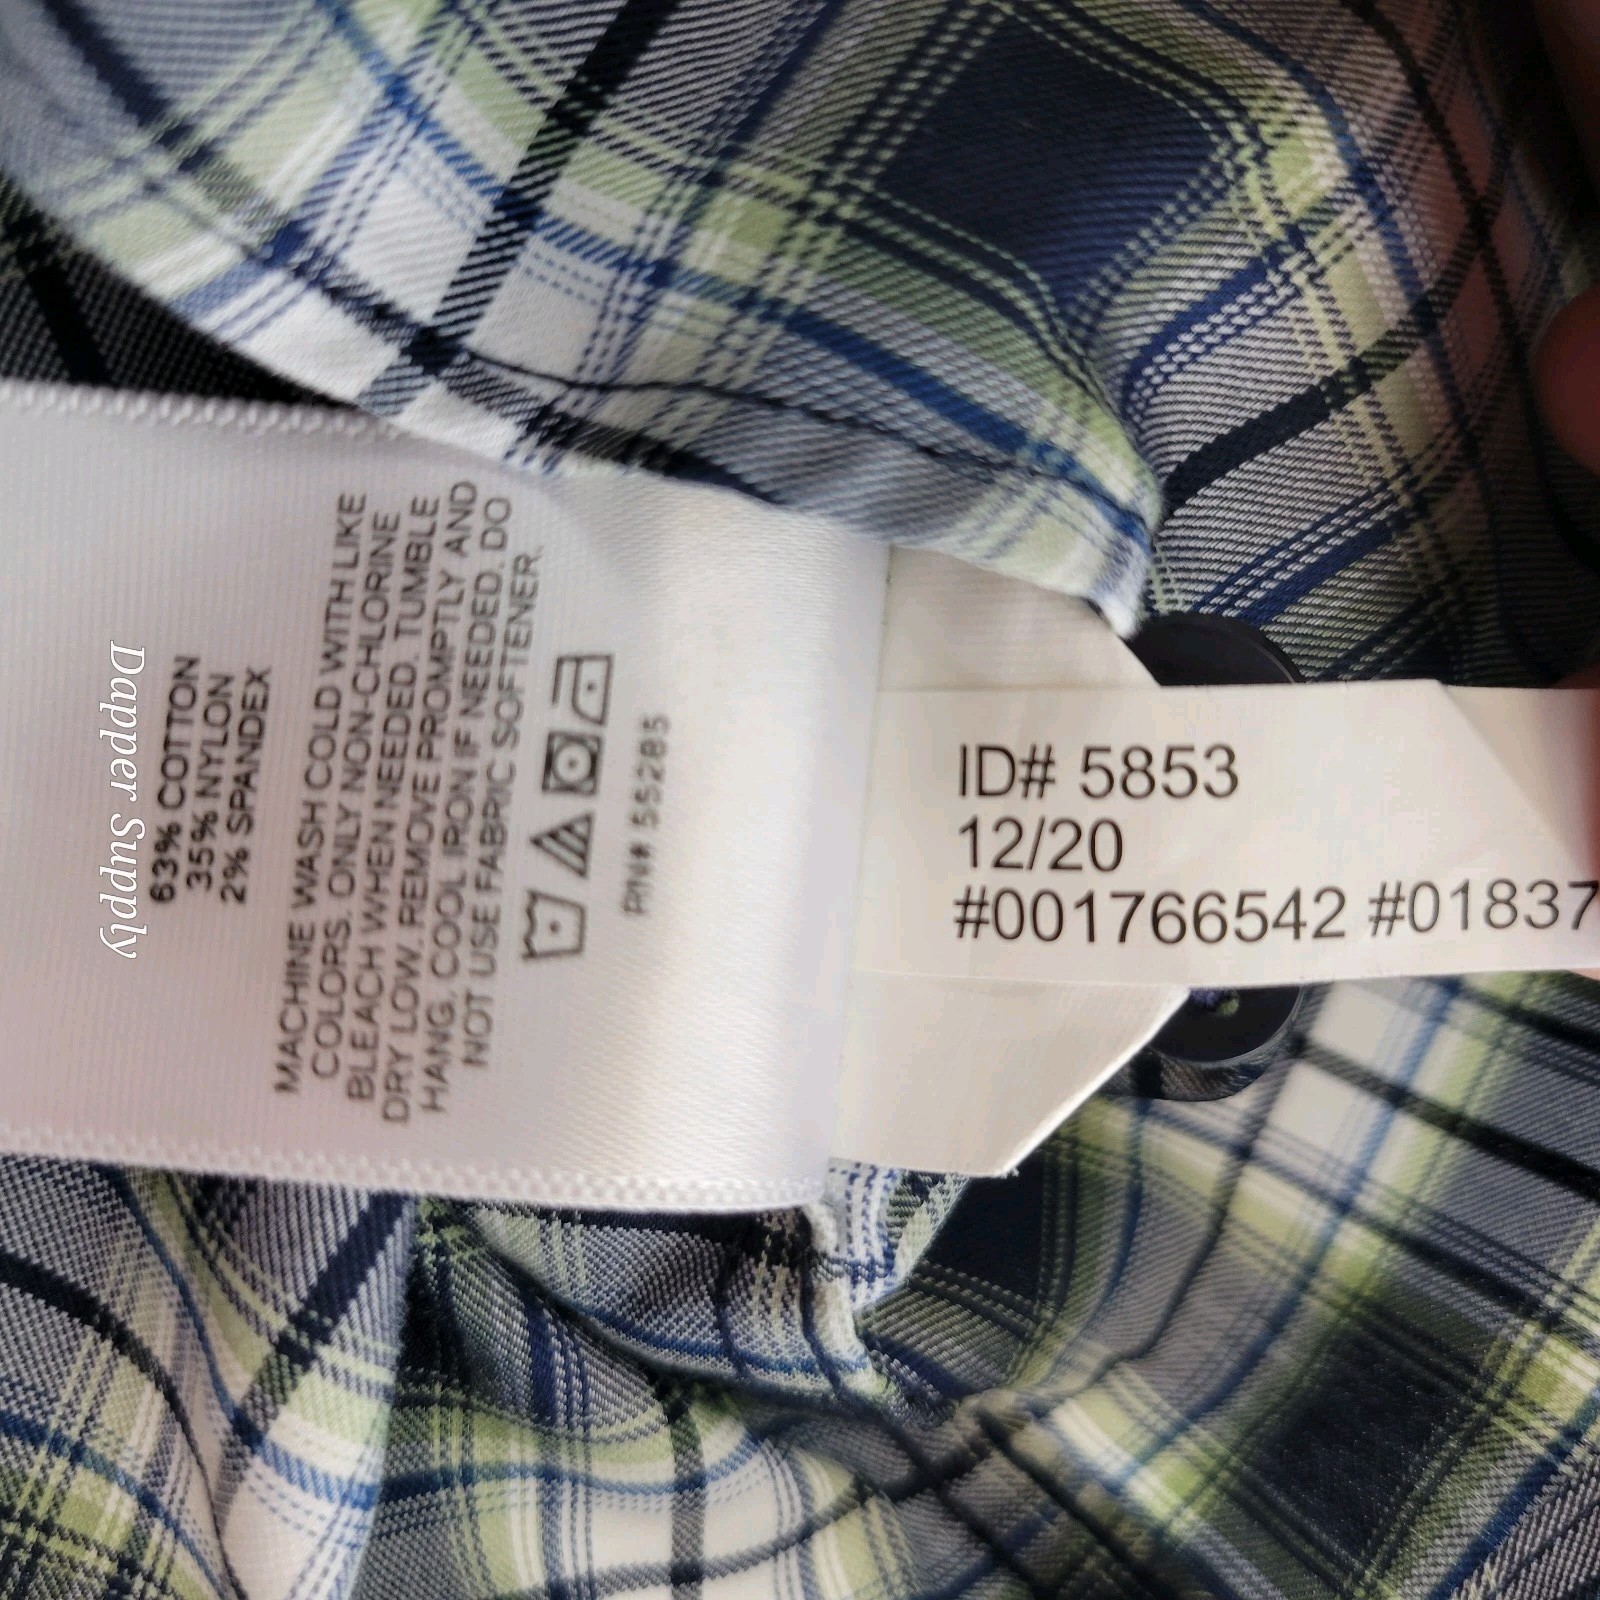 63% COTTON
35% NYLON
2% SPANDEX
MACHINE WASH COLD WITH LIKE
COLORS. ONLY NON-CHLORINE
BLEACH WHEN NEEDED. TUMBLE
DRY LOW. REMOVE PROMPTLY AND
HANG. COOL IRON IF NEEDED. DO
NOT USE FABRIC SOFTENER.
RN# 55285
ID# 5853
12/20
#001766542 #01837
Dapper Supply